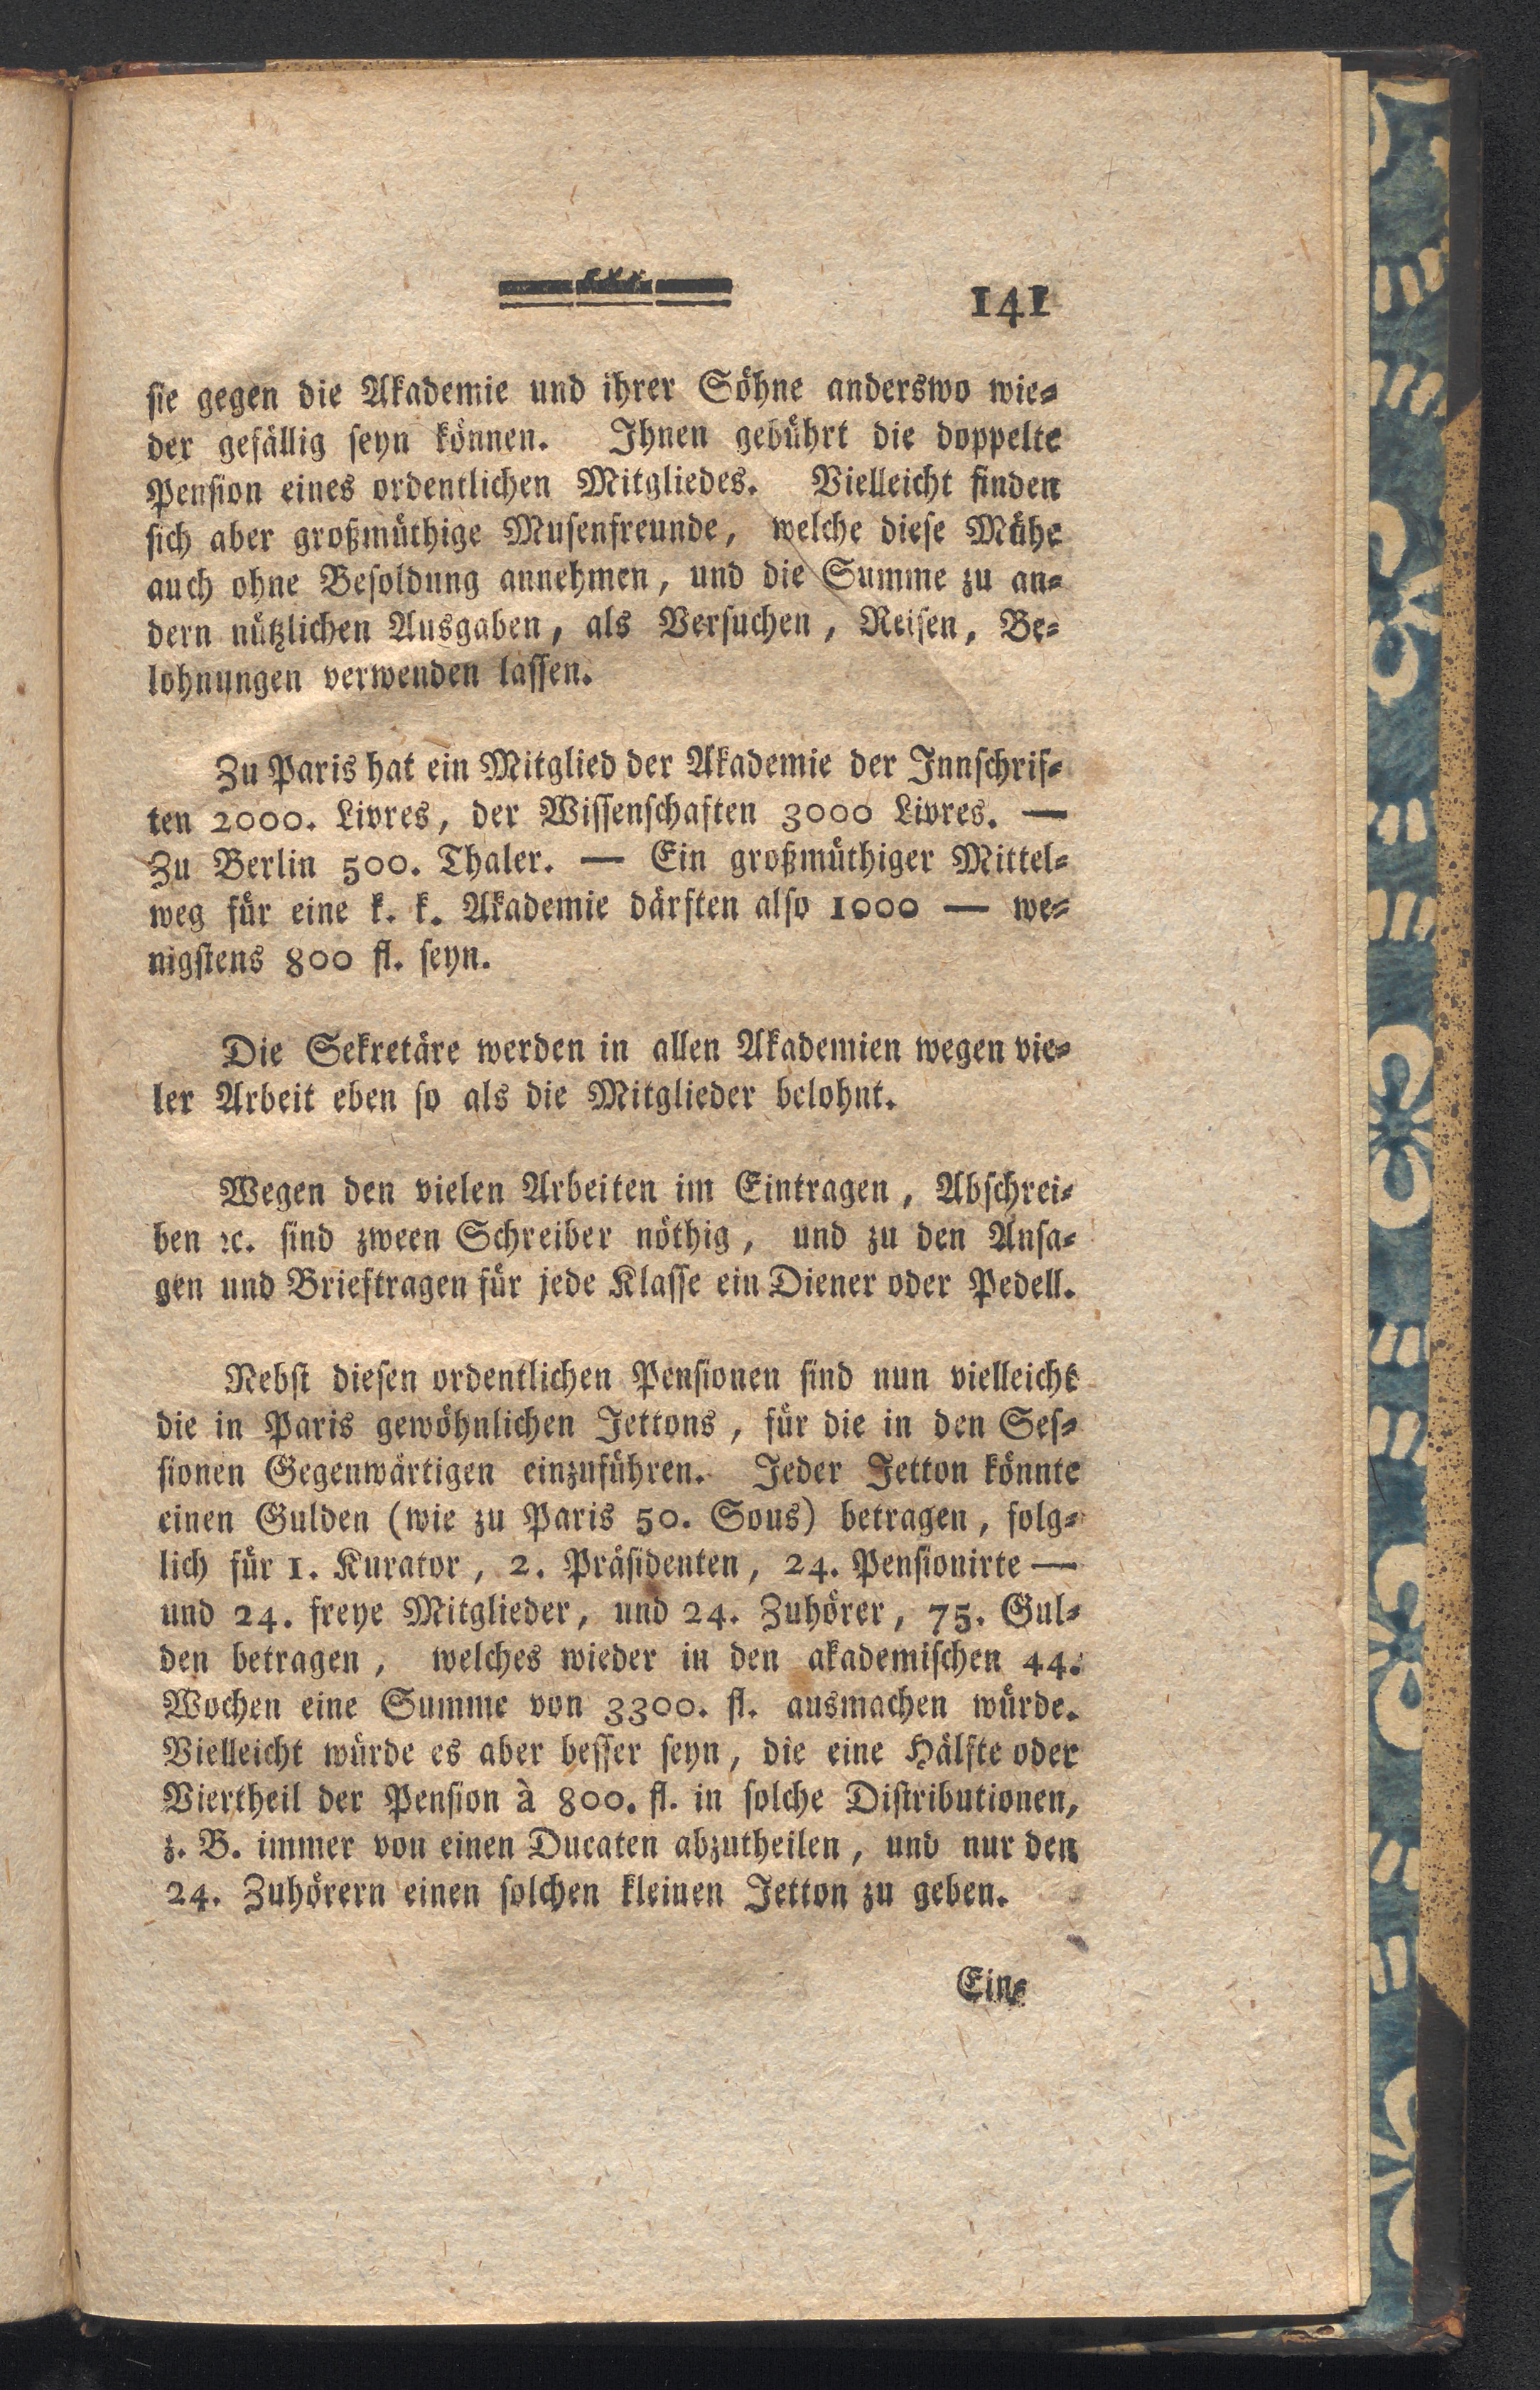 141
sie gegen die Akademie und ihrer Söhne anderswo wie-
der gefällig seyn können. Ihnen gebührt die doppelte
Pension eines ordentlichen Mitgliedes. Vielleicht finden
sich aber großmüthige Musenfreunde, welche diese Mühe
auch ohne Besoldung annehmen, und die Summe zu an-
dern nützlichen Ausgaben, als Versuchen, Reisen, Be-
lohnungen verwenden lassen.
Zu Paris hat ein Mitglied der Akademie der Innschrif-
ten 2000. Livres, der Wissenschaften 3000 Livres. —
Zu Berlin 500. Thaler. — Ein großmüthiger Mittel-
weg für eine k. k. Akademie därften also 1000 — we-
nigstens 800 fl. seyn.
Die Sekretäre werden in allen Akademien wegen vie-
ler Arbeit eben so als die Mitglieder belohnt.
Wegen den vielen Arbeiten im Eintragen, Abschrei-
ben ꝛc. sind zween Schreiber nöthig, und zu den Ansa-
gen und Brieftragen für jede Klasse ein Diener oder Pedell.
Nebst diesen ordentlichen Pensionen sind nun vielleicht
die in Paris gewöhnlichen Jettons, für die in den Ses-
sionen Gegenwärtigen einzuführen. Jeder Jetton könnte
einen Gulden (wie zu Paris 50. Sous) betragen, folg-
lich für 1. Kurator, 2. Präsidenten, 24. Pensionirte —
und 24. freye Mitglieder, und 24. Zuhörer, 75. Gul-
den betragen, welches wieder in den akademischen 44.
Wochen eine Summe von 3300. fl. ausmachen würde.
Vielleicht würde es aber besser seyn, die eine Hälfte oder
Viertheil der Pension à 800. fl. in solche Distributionen,
z. B. immer von einen Ducaten abzutheilen, und nur den
24. Zuhörern einen solchen kleinen Jetton zu geben.
Ein-